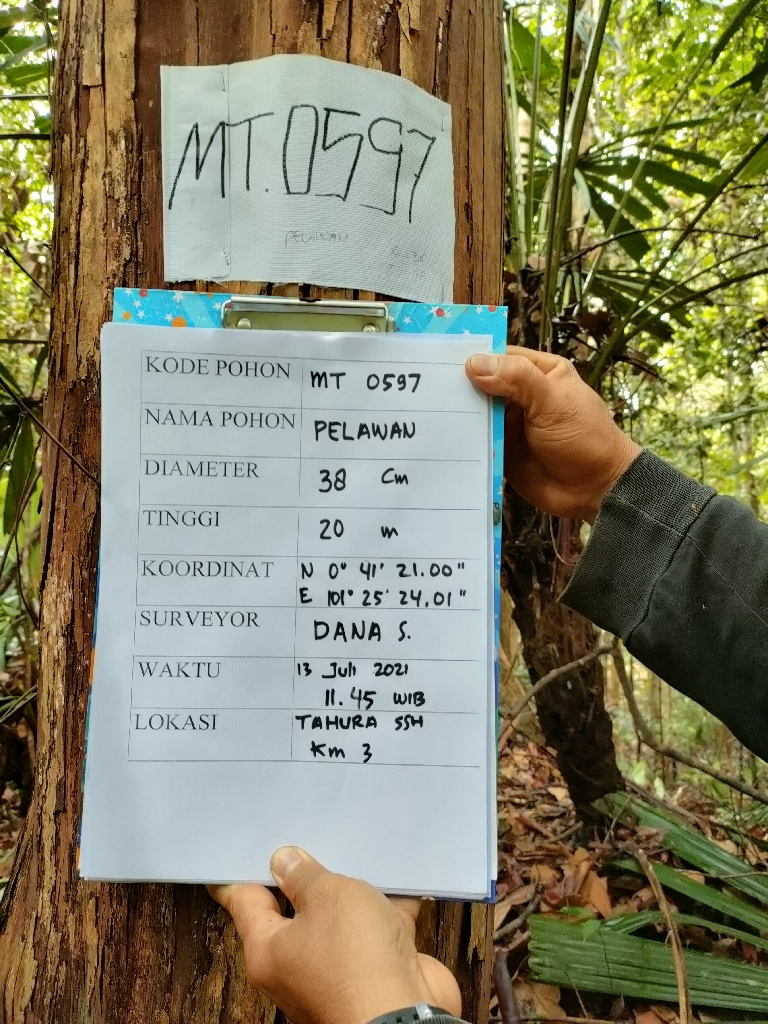 MT.0597
PELAWAN
KODE POHON MT 0597
NAMA POHON PELAWAN
DIAMETER 38 Cm
TINGGI 20 m
KOORDINAT N 0° 41' 21.00"
E 101° 25' 24.01"
SURVEYOR DANA S.
WAKTU 13 Juli 2021
11.45 WIB
LOKASI TAHURA SSH
Km 3